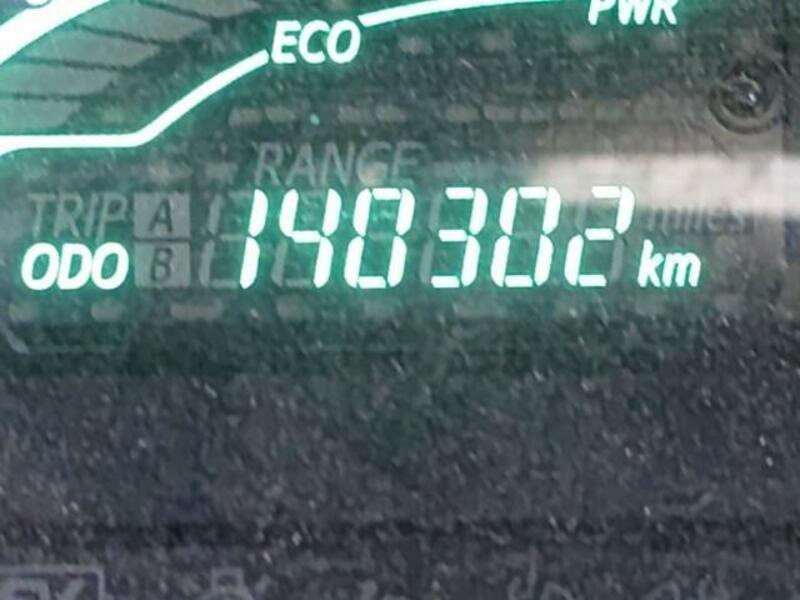 ECO PWR
RANGE
TRIP A miles
ODO B 140302 km